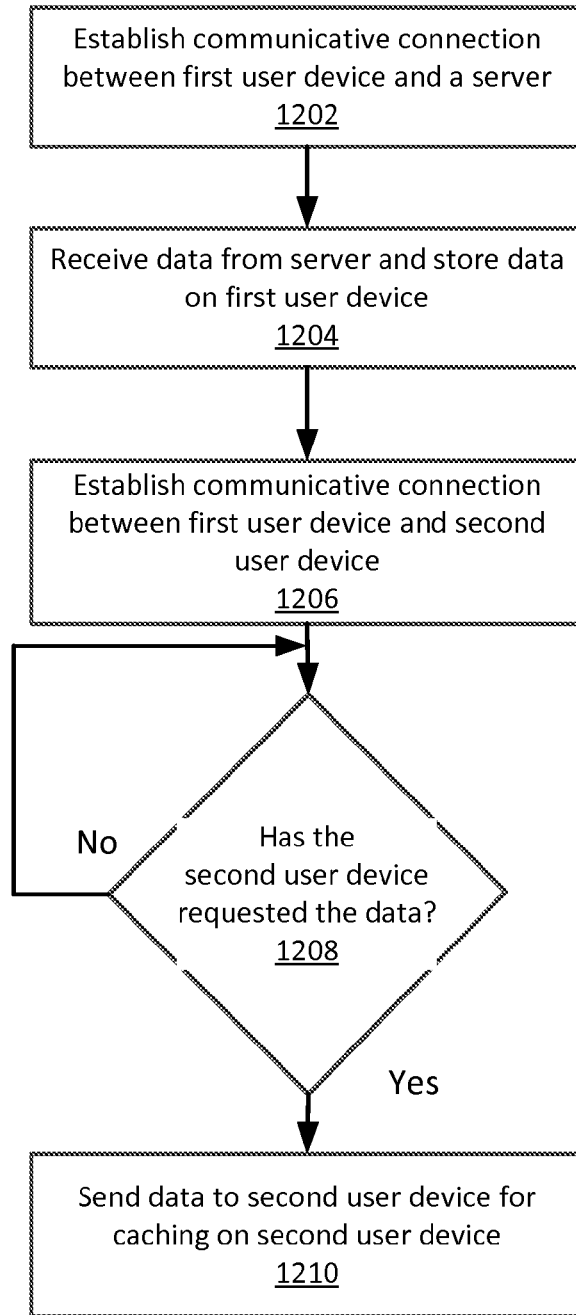 Establish communicative connection
between first user device and a server
1202
Receive data from server and store data
on first user device
1204
Establish communicative connection
between first user device and second
user device
1206
No
Has the
second user device
requested the data?
1208
Yes
Send data to second user device for
caching on second user device
1210